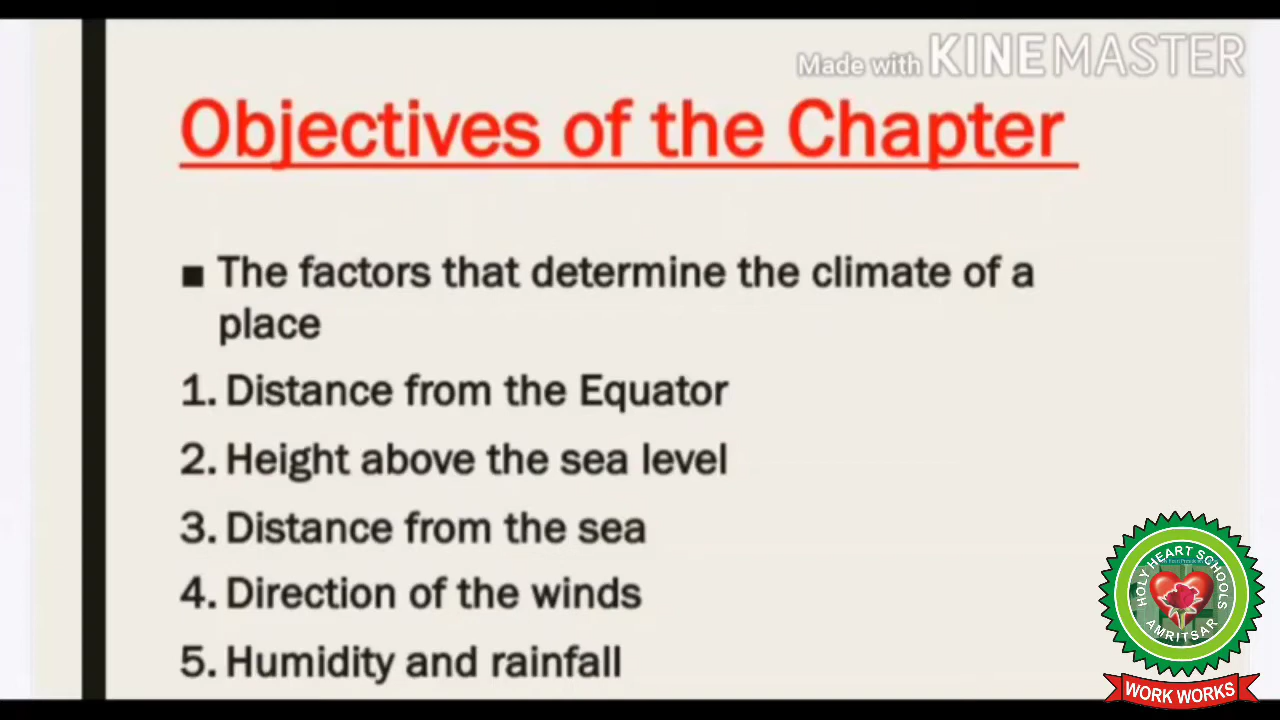 Made with KINEMASTER
Objectives of the Chapter
■ The factors that determine the climate of a
place
1. Distance from the Equator
2. Height above the sea level
3. Distance from the sea
4. Direction of the winds
5. Humidity and rainfall
HOLY HEART SCHOOLS
AMRITSAR
WORK WORKS